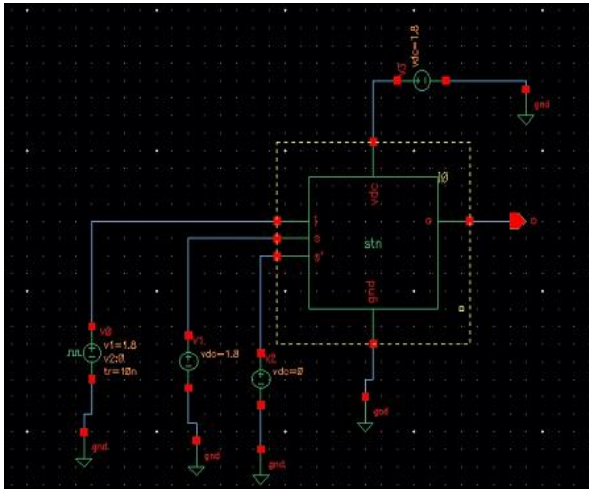 V3
vdc=1.8
gnd
I0
vdc
stn
o
o
gnd
V0
v1=1.8
v2:0
tr=10n
V1
vdc=1.8
V2
vdc=0
gnd
gnd
gnd
gnd